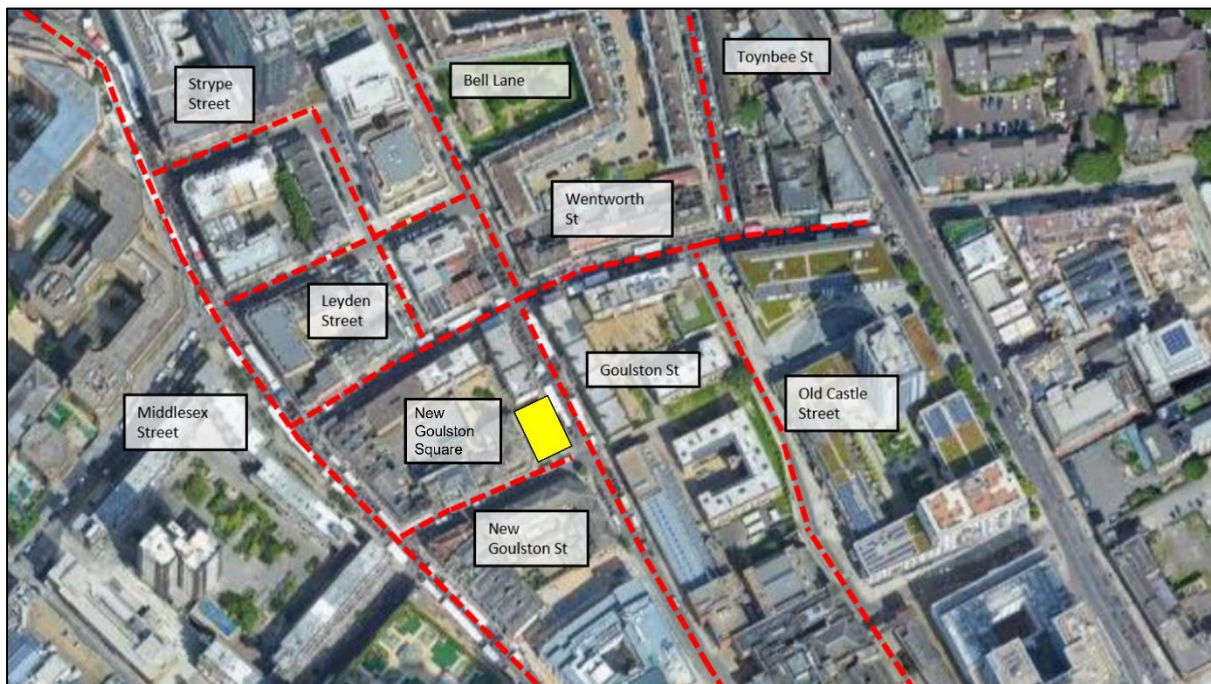 Toynbee St
Strype
Street
Bell Lane
Wentworth
St
Leyden
Street
Goulston St
Middlesex
Street
New
Goulston
Square
Old Castle
Street
New
Goulston St